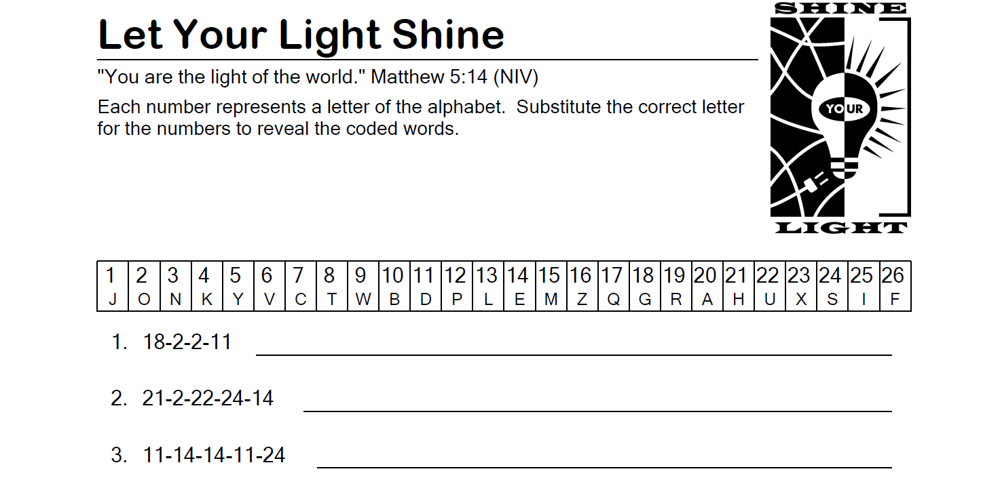 SHINE
Let Your Light Shine
"You are the light of the world." Matthew 5:14 (NIV)
Each number represents a letter of the alphabet.  Substitute the correct letter
for the numbers to reveal the coded words.
YOUR
LIGHT
1 2 3 4 5 6 7 8 9 10 11 12 13 14 15 16 17 18 19 20 21 22 23 24 25 26
J O N K Y V C T W B D P L E M Z Q G R A H U X S I F
1. 18-2-2-11
2. 21-2-22-24-14
3. 11-14-14-11-24